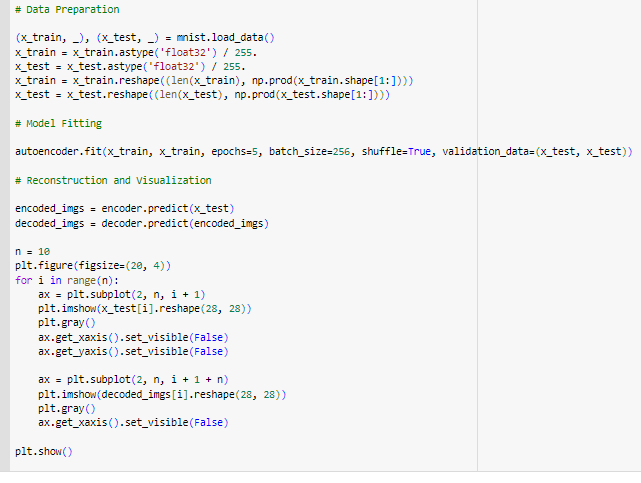 # Data Preparation
(x_train, _), (x_test, _) = mnist.load_data()
x_train = x_train.astype('float32') / 255.
x_test = x_test.astype('float32') / 255.
x_train = x_train.reshape((len(x_train), np.prod(x_train.shape[1:])))
x_test = x_test.reshape((len(x_test), np.prod(x_test.shape[1:])))
# Model Fitting
autoencoder.fit(x_train, x_train, epochs=5, batch_size=256, shuffle=True, validation_data=(x_test, x_test))
# Reconstruction and Visualization
encoded_imgs = encoder.predict(x_test)
decoded_imgs = decoder.predict(encoded_imgs)
n = 10
plt.figure(figsize=(20, 4))
for i in range(n):
    ax = plt.subplot(2, n, i + 1)
    plt.imshow(x_test[i].reshape(28, 28))
    plt.gray()
    ax.get_xaxis().set_visible(False)
    ax.get_yaxis().set_visible(False)
    ax = plt.subplot(2, n, i + 1 + n)
    plt.imshow(decoded_imgs[i].reshape(28, 28))
    plt.gray()
    ax.get_xaxis().set_visible(False)
plt.show()